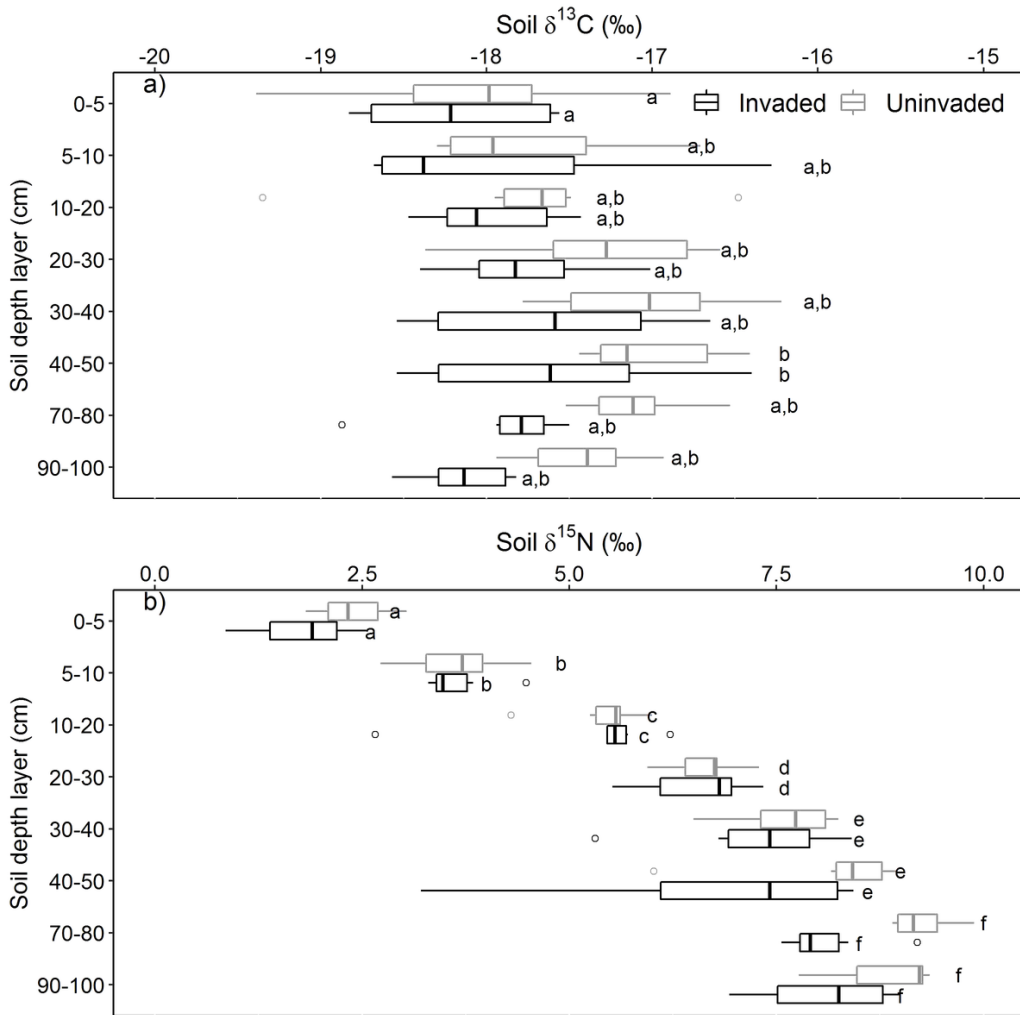 Soil δ¹³C (‰)
-20 -19 -18 -17 -16 -15
a)
Invaded Uninvaded
Soil depth layer (cm)
0-5
a
a
5-10
a,b
a,b
10-20
a,b
a,b
20-30
a,b
a,b
30-40
a,b
a,b
40-50
b
b
70-80
a,b
a,b
90-100
a,b
a,b
Soil δ¹⁵N (‰)
0.0 2.5 5.0 7.5 10.0
b)
Soil depth layer (cm)
0-5
a
a
5-10
b
b
10-20
c
c
20-30
d
d
30-40
e
e
40-50
e
e
70-80
f
f
90-100
f
f